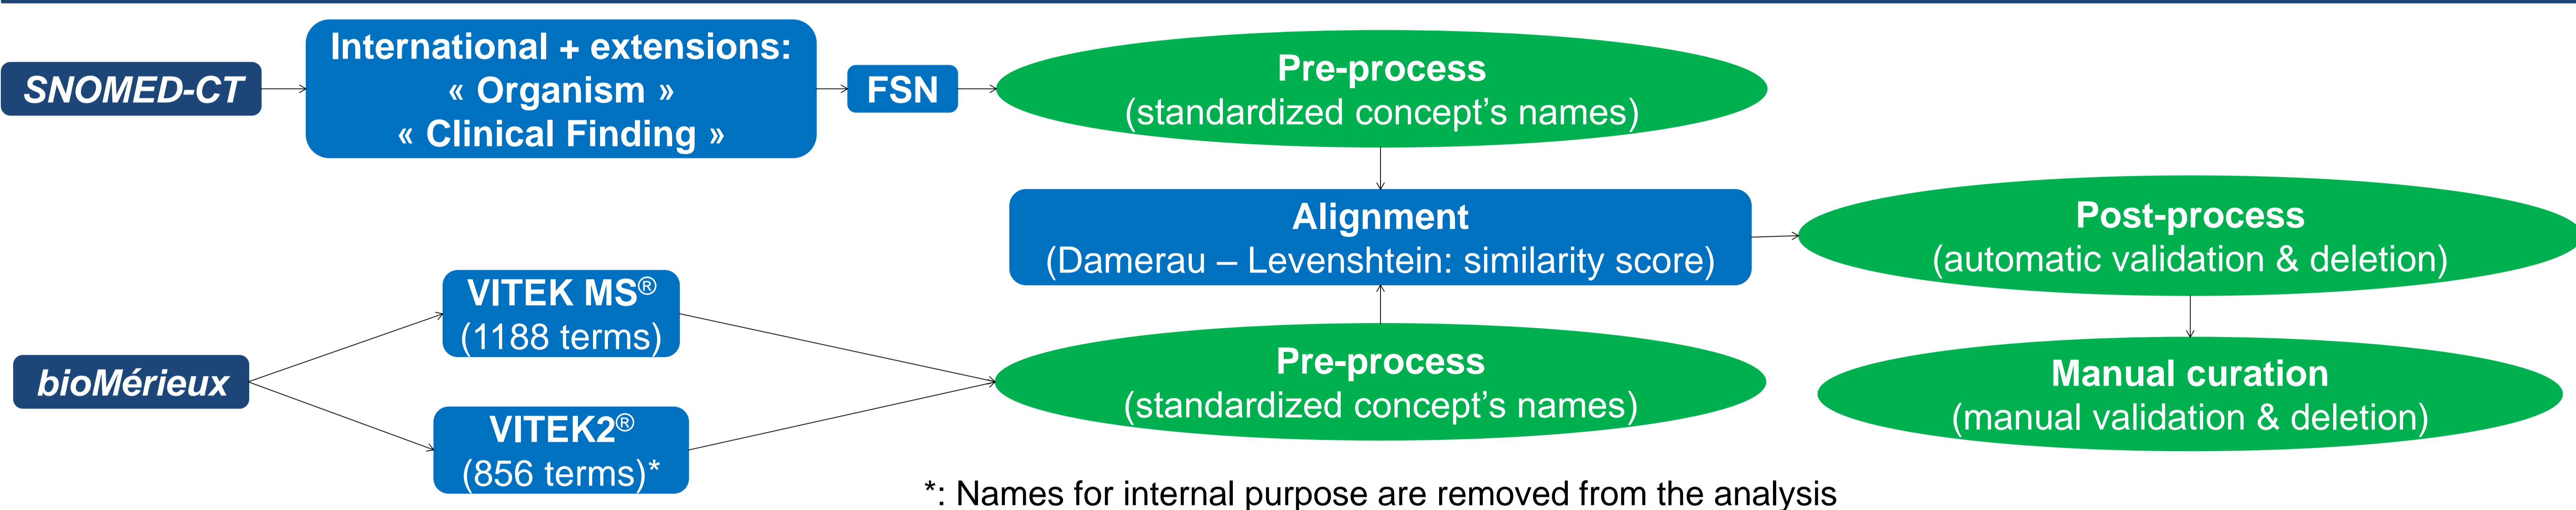 SNOMED-CT
International + extensions:
« Organism »
« Clinical Finding »
FSN
Pre-process
(standardized concept’s names)
Alignment
(Damerau – Levenshtein: similarity score)
Post-process
(automatic validation & deletion)
VITEK MS®
(1188 terms)
bioMérieux
VITEK2®
(856 terms)*
Pre-process
(standardized concept’s names)
Manual curation
(manual validation & deletion)
*: Names for internal purpose are removed from the analysis